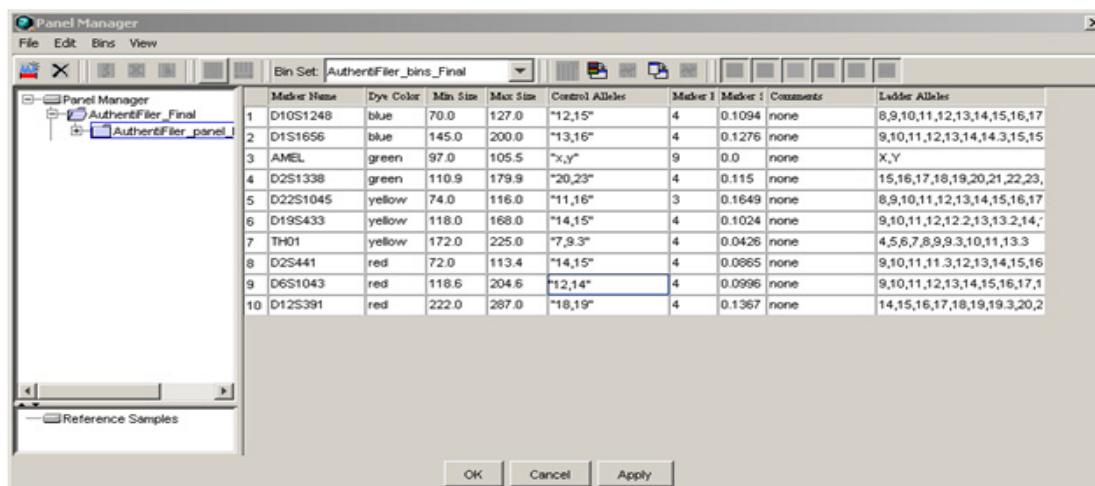 Panel Manager
File Edit Bins View
Bin Set: AuthentiFiler_bins_Final
Panel Manager
AuthentiFiler_Final
AuthentiFiler_panel_
Reference Samples
Marker Name Dye Color Min Size Max Size Control Alleles Marker Marker Comments Ladder Alleles
1 D10S1248 blue 70.0 127.0 "12,15" 4 0.1094 none 8,9,10,11,12,13,14,15,16,17
2 D1S1656 blue 145.0 200.0 "13,16" 4 0.1276 none 9,10,11,12,13,14,14.3,15,15
3 AMEL green 97.0 105.5 "x,y" 9 0.0 none X,Y
4 D2S1338 green 110.9 179.9 "20,23" 4 0.115 none 15,16,17,18,19,20,21,22,23,
5 D22S1045 yellow 74.0 116.0 "11,16" 3 0.1649 none 8,9,10,11,12,13,14,15,16,17
6 D19S433 yellow 118.0 168.0 "14,15" 4 0.1024 none 9,10,11,12,12.2,13,13.2,14,
7 TH01 yellow 172.0 225.0 "7,9.3" 4 0.0426 none 4,5,6,7,8,9,9.3,10,11,13.3
8 D2S441 red 72.0 113.4 "14,15" 4 0.0865 none 9,10,11,11.3,12,13,14,15,16
9 D6S1043 red 118.6 204.6 "12,14" 4 0.0996 none 9,10,11,12,13,14,15,16,17,1
10 D12S391 red 222.0 287.0 "18,19" 4 0.1367 none 14,15,16,17,18,19,19.3,20,2
OK Cancel Apply